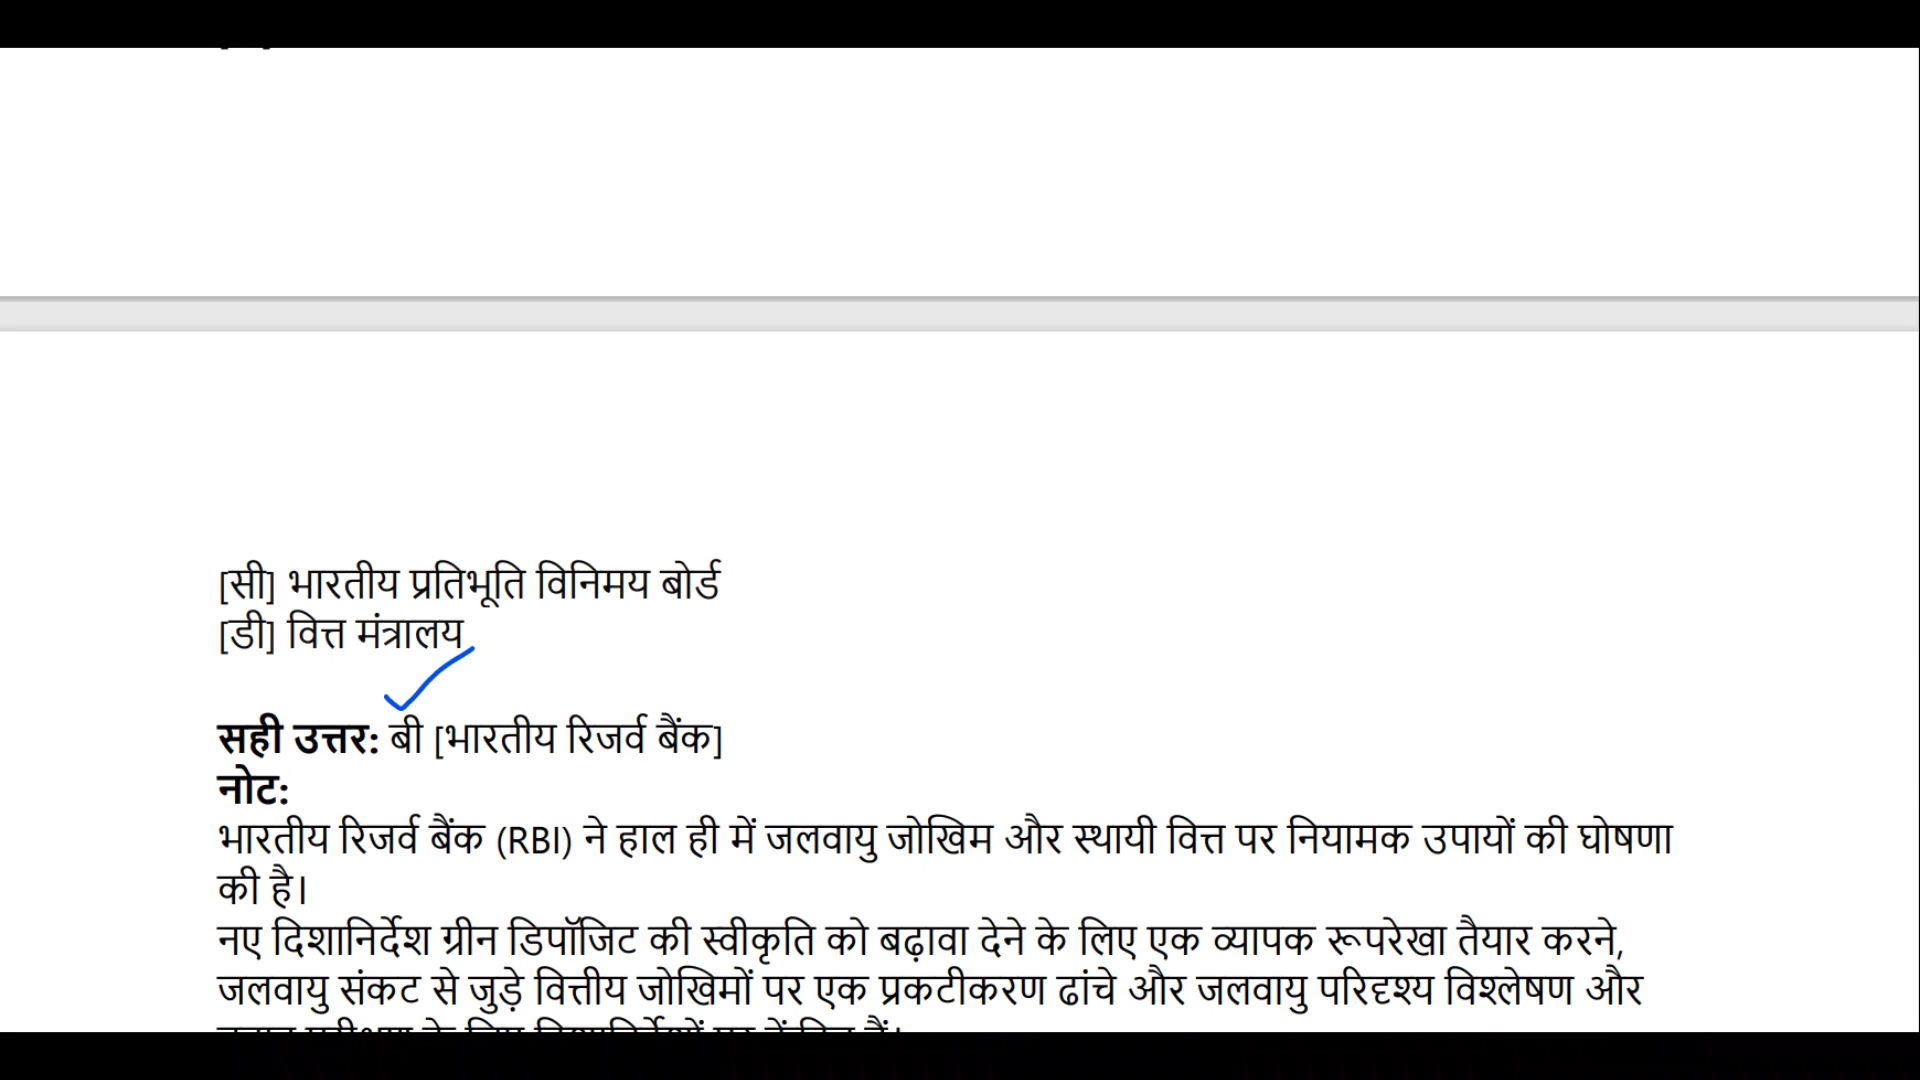 [सी] भारतीय प्रतिभूति विनिमय बोर्ड
[डी] वित्त मंत्रालय
सही उत्तर: बी [भारतीय रिजर्व बैंक]
नोट:
भारतीय रिजर्व बैंक (RBI) ने हाल ही में जलवायु जोखिम और स्थायी वित्त पर नियामक उपायों की घोषणा
की है।
नए दिशानिर्देश ग्रीन डिपॉजिट की स्वीकृति को बढ़ावा देने के लिए एक व्यापक रूपरेखा तैयार करने,
जलवायु संकट से जुड़े वित्तीय जोखिमों पर एक प्रकटीकरण ढांचे और जलवायु परिदृश्य विश्लेषण और